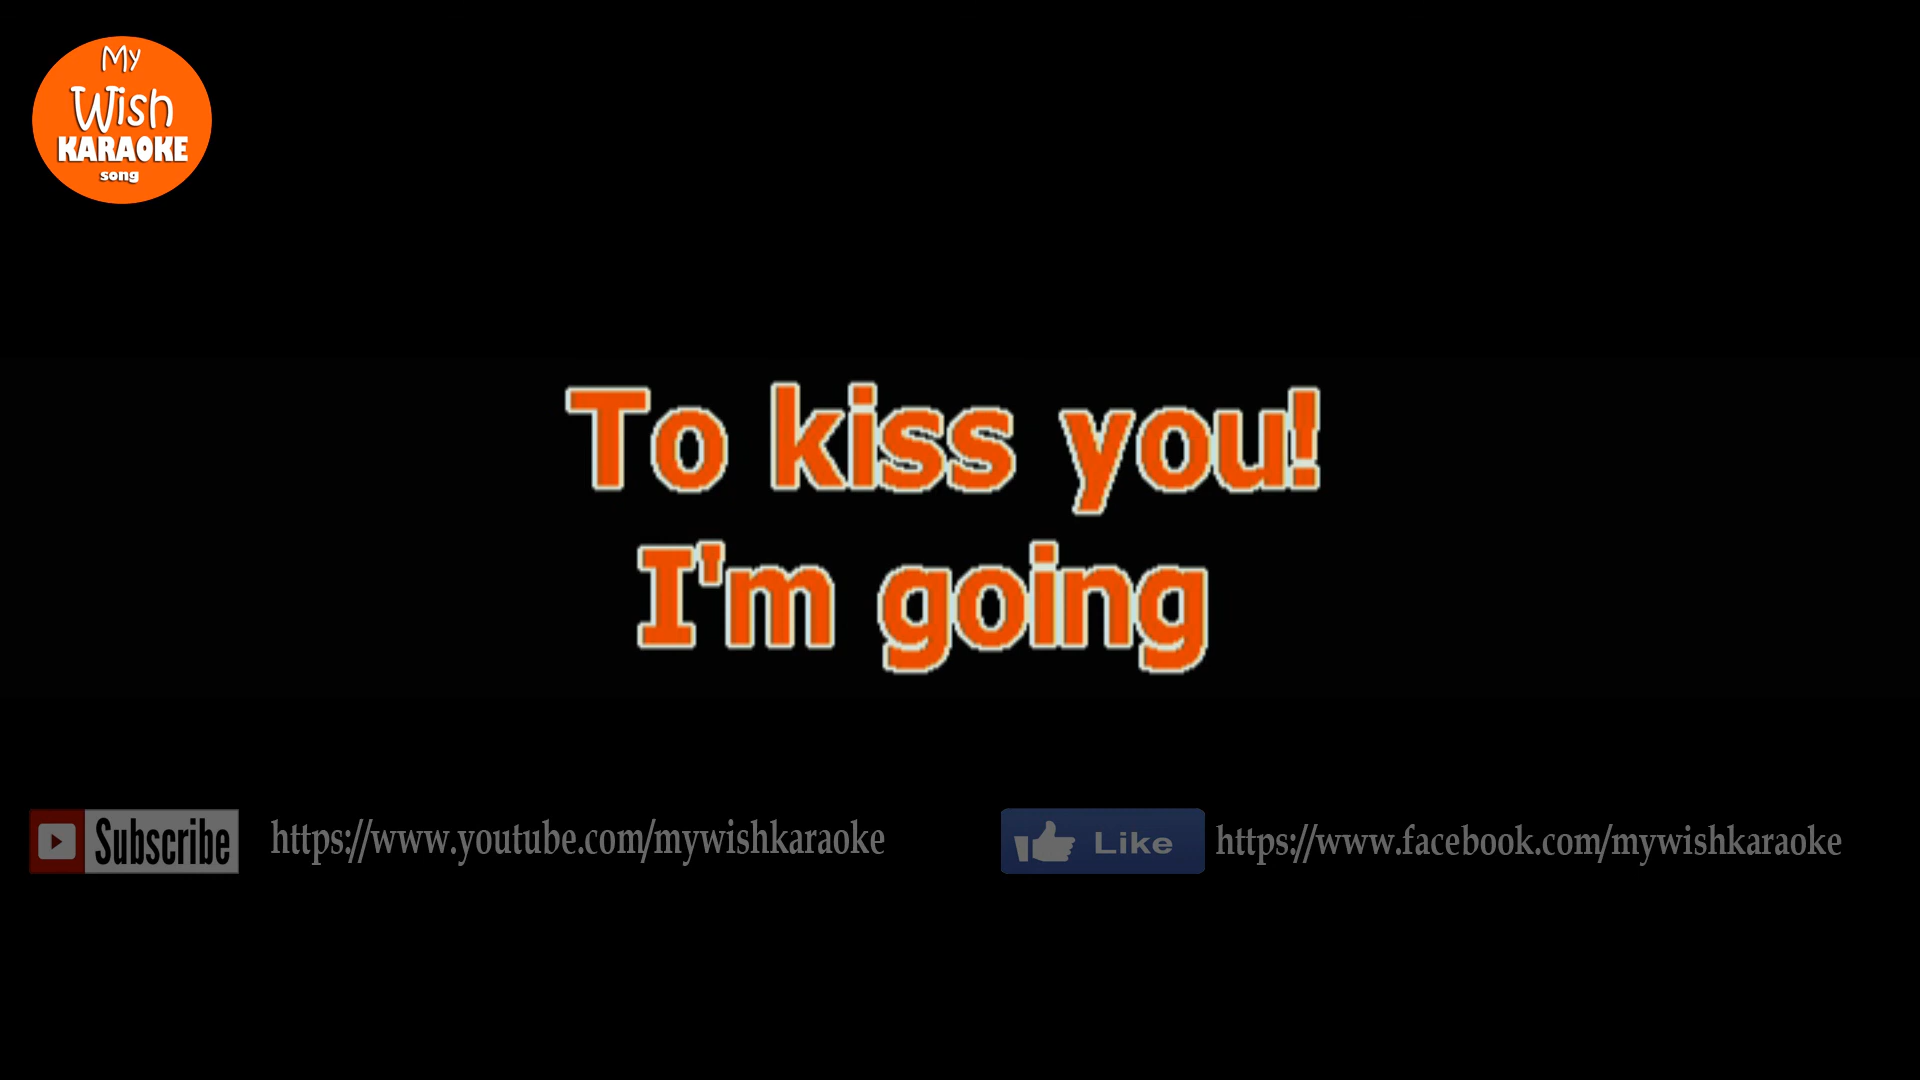 My
Wish
KARAOKE
song
To kiss you!
I'm going
Subscribe https://www.youtube.com/mywishkaraoke
Like https://www.facebook.com/mywishkaraoke